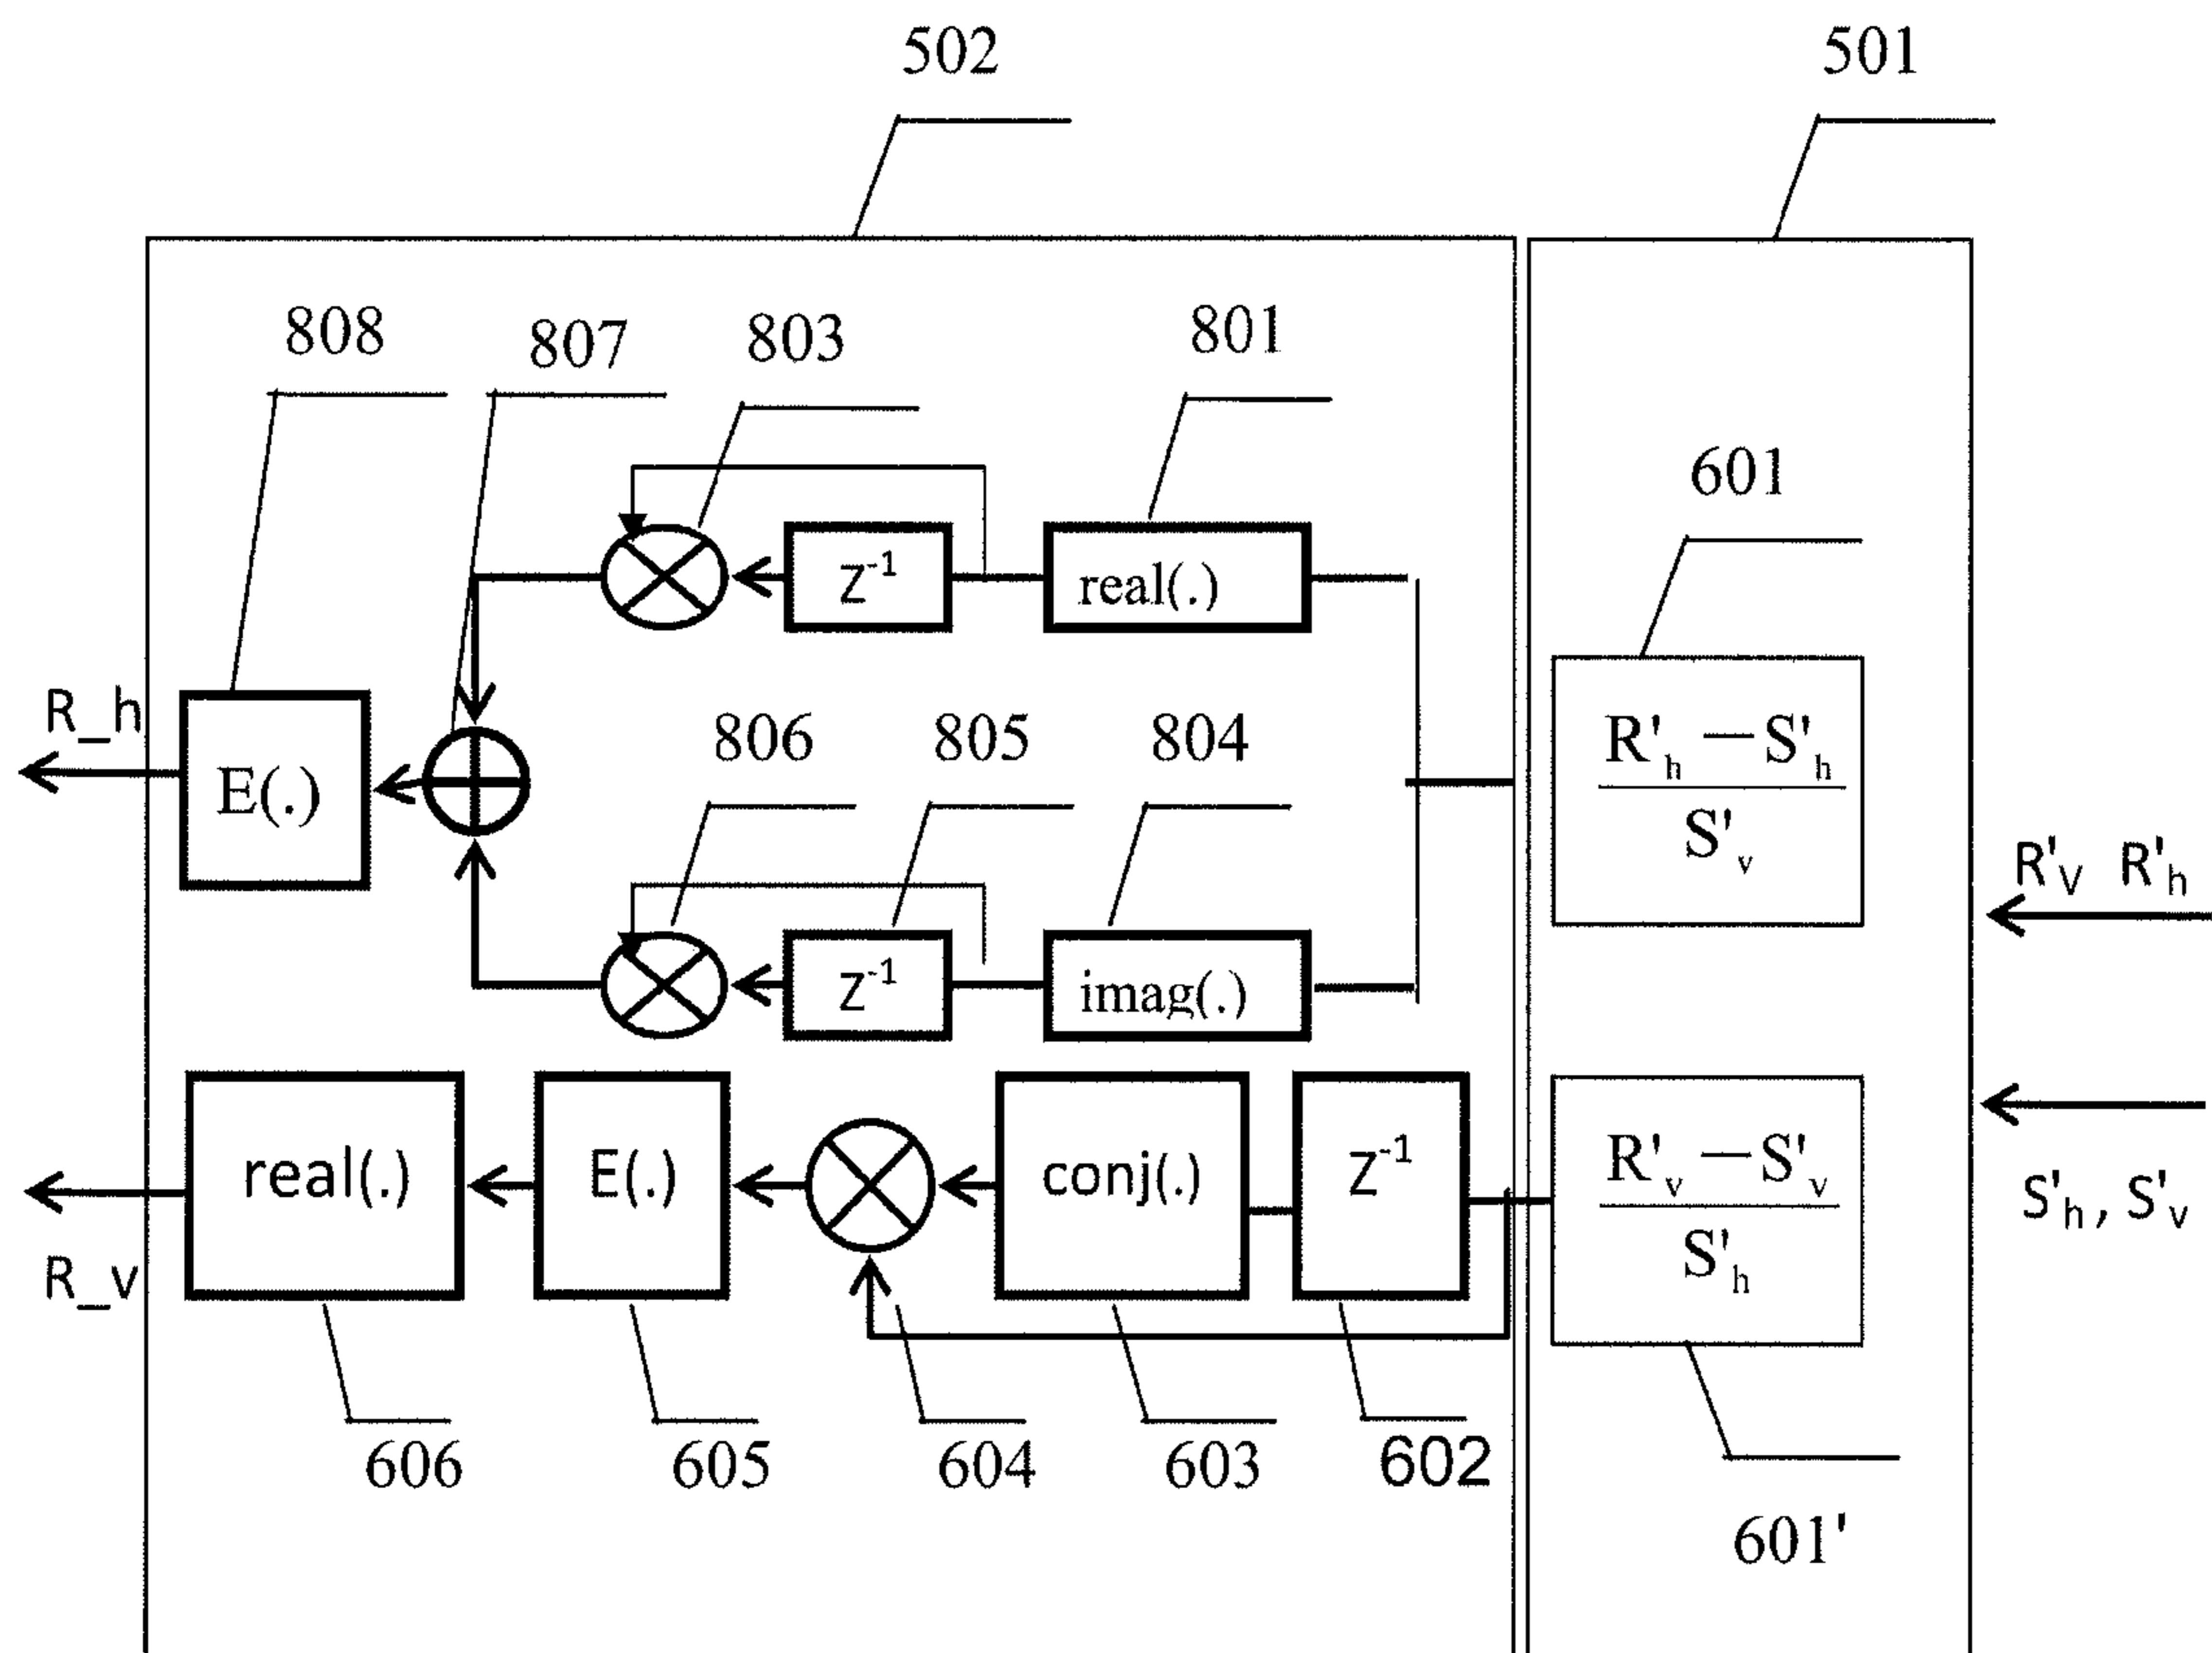 502
501
808
807
803
801
601
Z⁻¹
real(.)
R_h
E(.)
806
805
804
R'h — S'h
S'v
R'V R'h
Z⁻¹
imag(.)
real(.)
E(.)
conj(.)
Z⁻¹
R'v — S'v
S'h
S'h, S'v
R_v
606
605
604
603
602
601'